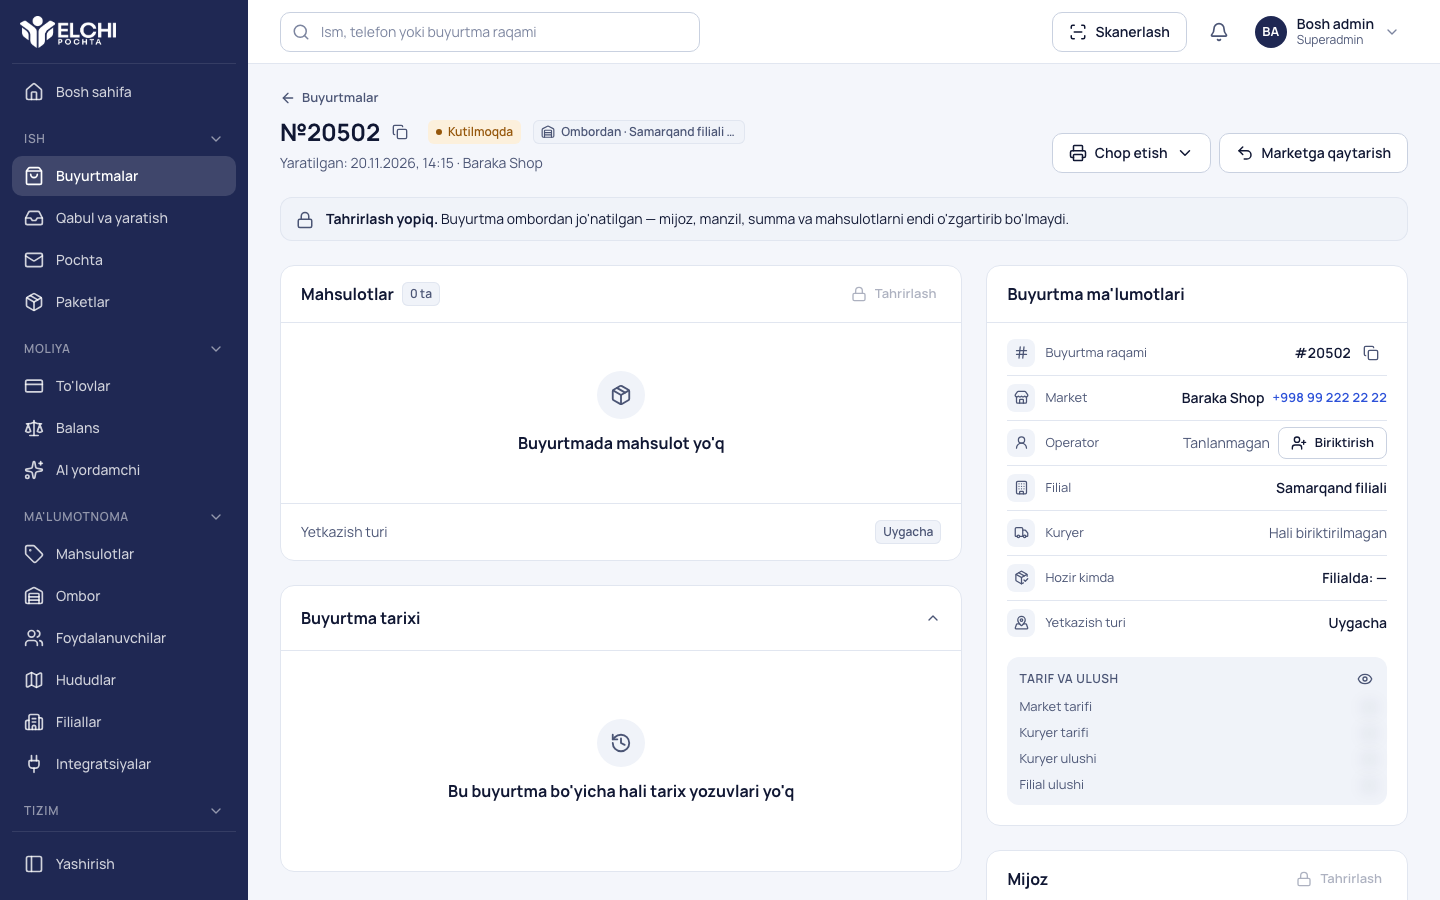 ELCHI
POCHTA
Ism, telefon yoki buyurtma raqami
Skanerlash
BA
Bosh admin
Superadmin
Bosh sahifa
ISH
Buyurtmalar
Qabul va yaratish
Pochta
Paketlar
MOLIYA
To'lovlar
Balans
AI yordamchi
MA'LUMOTNOMA
Mahsulotlar
Ombor
Foydalanuvchilar
Hududlar
Filiallar
Integratsiyalar
TIZIM
Yashirish
Buyurtmalar
№20502
Kutilmoqda
Ombordan · Samarqand filiali ...
Yaratilgan: 20.11.2026, 14:15 · Baraka Shop
Chop etish
Marketga qaytarish
Tahrirlash yopiq. Buyurtma ombordan jo'natilgan — mijoz, manzil, summa va mahsulotlarni endi o'zgartirib bo'lmaydi.
Mahsulotlar 0 ta
Tahrirlash
Buyurtmada mahsulot yo'q
Yetkazish turi Uygacha
Buyurtma tarixi
Bu buyurtma bo'yicha hali tarix yozuvlari yo'q
Buyurtma ma'lumotlari
Buyurtma raqami #20502
Market Baraka Shop +998 99 222 22 22
Operator Tanlanmagan Biriktirish
Filial Samarqand filiali
Kuryer Hali biriktirilmagan
Hozir kimda Filialda: —
Yetkazish turi Uygacha
TARIF VA ULUSH
Market tarifi
Kuryer tarifi
Kuryer ulushi
Filial ulushi
Mijoz
Tahrirlash